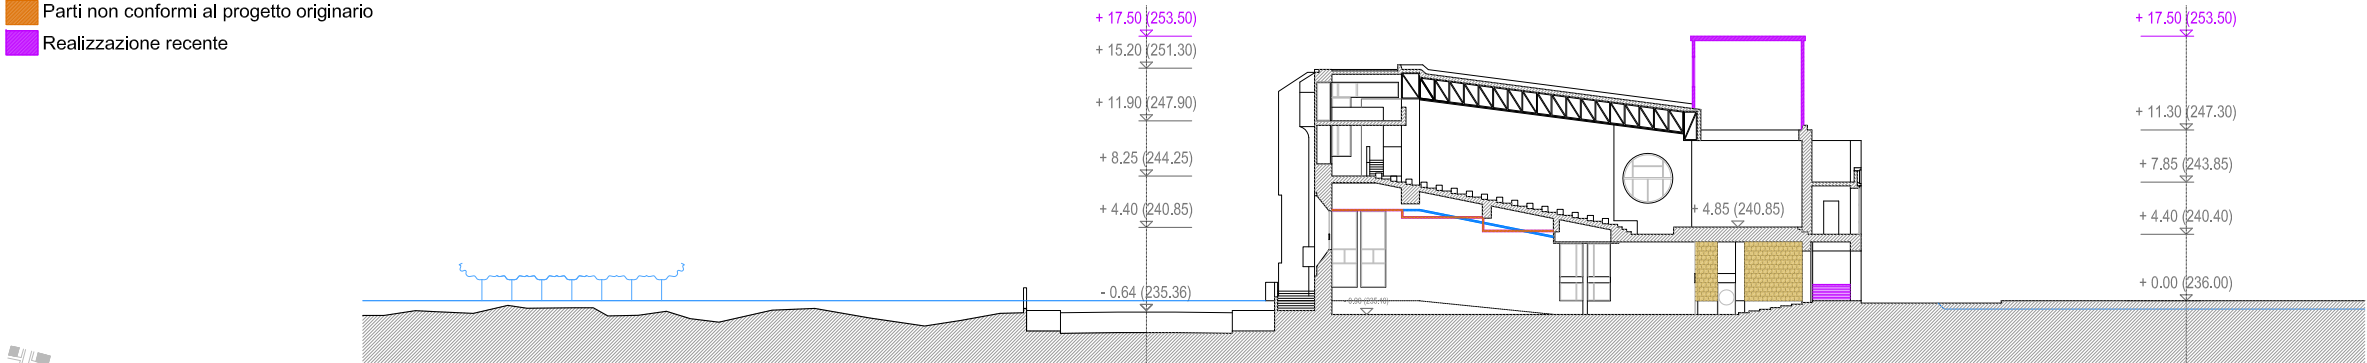 Parti non conformi al progetto originario
Realizzazione recente
+ 17.50 (253.50)
+ 15.20 (251.30)
+ 11.90 (247.90)
+ 8.25 (244.25)
+ 4.40 (240.85)
- 0.64 (235.36)
+ 4.85 (240.85)
+ 17.50 (253.50)
+ 11.30 (247.30)
+ 7.85 (243.85)
+ 4.40 (240.40)
+ 0.00 (236.00)